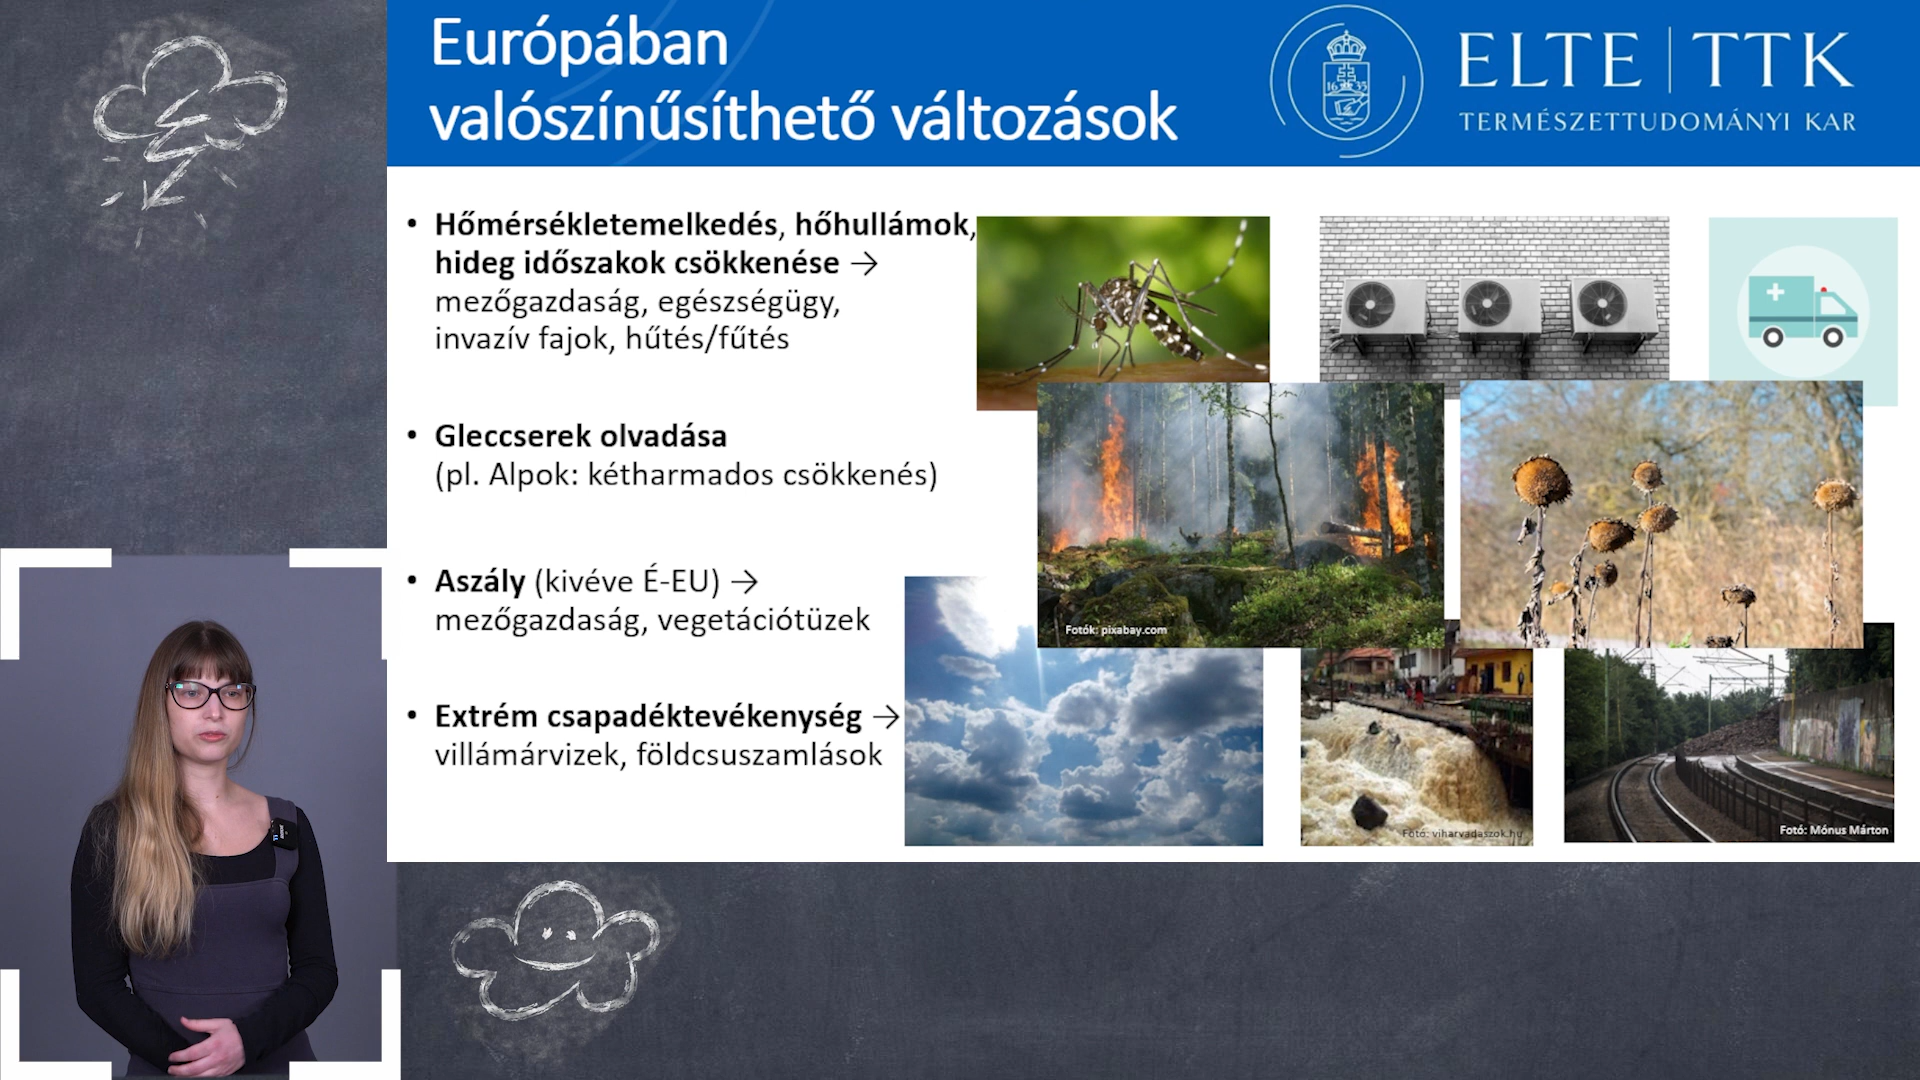 Európában
valószínűsíthető változások
1635
ELTE | TTK
TERMÉSZETTUDOMÁNYI KAR
• Hőmérsékletemelkedés, hőhullámok,
hideg időszakok csökkenése →
mezőgazdaság, egészségügy,
invazív fajok, hűtés/fűtés
• Gleccserek olvadása
(pl. Alpok: kétharmados csökkenés)
• Aszály (kivéve É-EU) →
mezőgazdaság, vegetációtüzek
• Extrém csapadéktevékenység →
villámárvizek, földcsuszamlások
Fotók: pixabay.com
Fotó: viharvadaszok.hu
Fotó: Mónus Márton